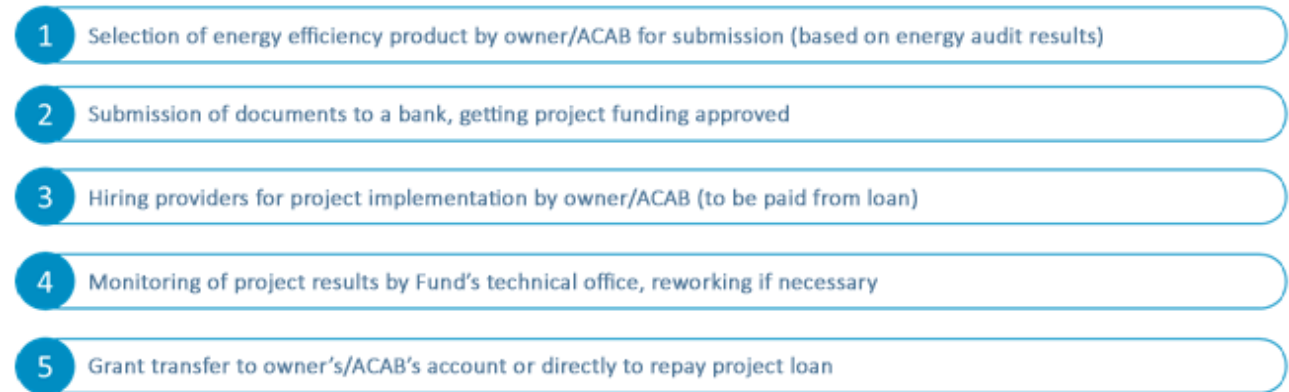 1 Selection of energy efficiency product by owner/ACAB for submission (based on energy audit results)
2 Submission of documents to a bank, getting project funding approved
3 Hiring providers for project implementation by owner/ACAB (to be paid from loan)
4 Monitoring of project results by Fund's technical office, reworking if necessary
5 Grant transfer to owner's/ACAB's account or directly to repay project loan